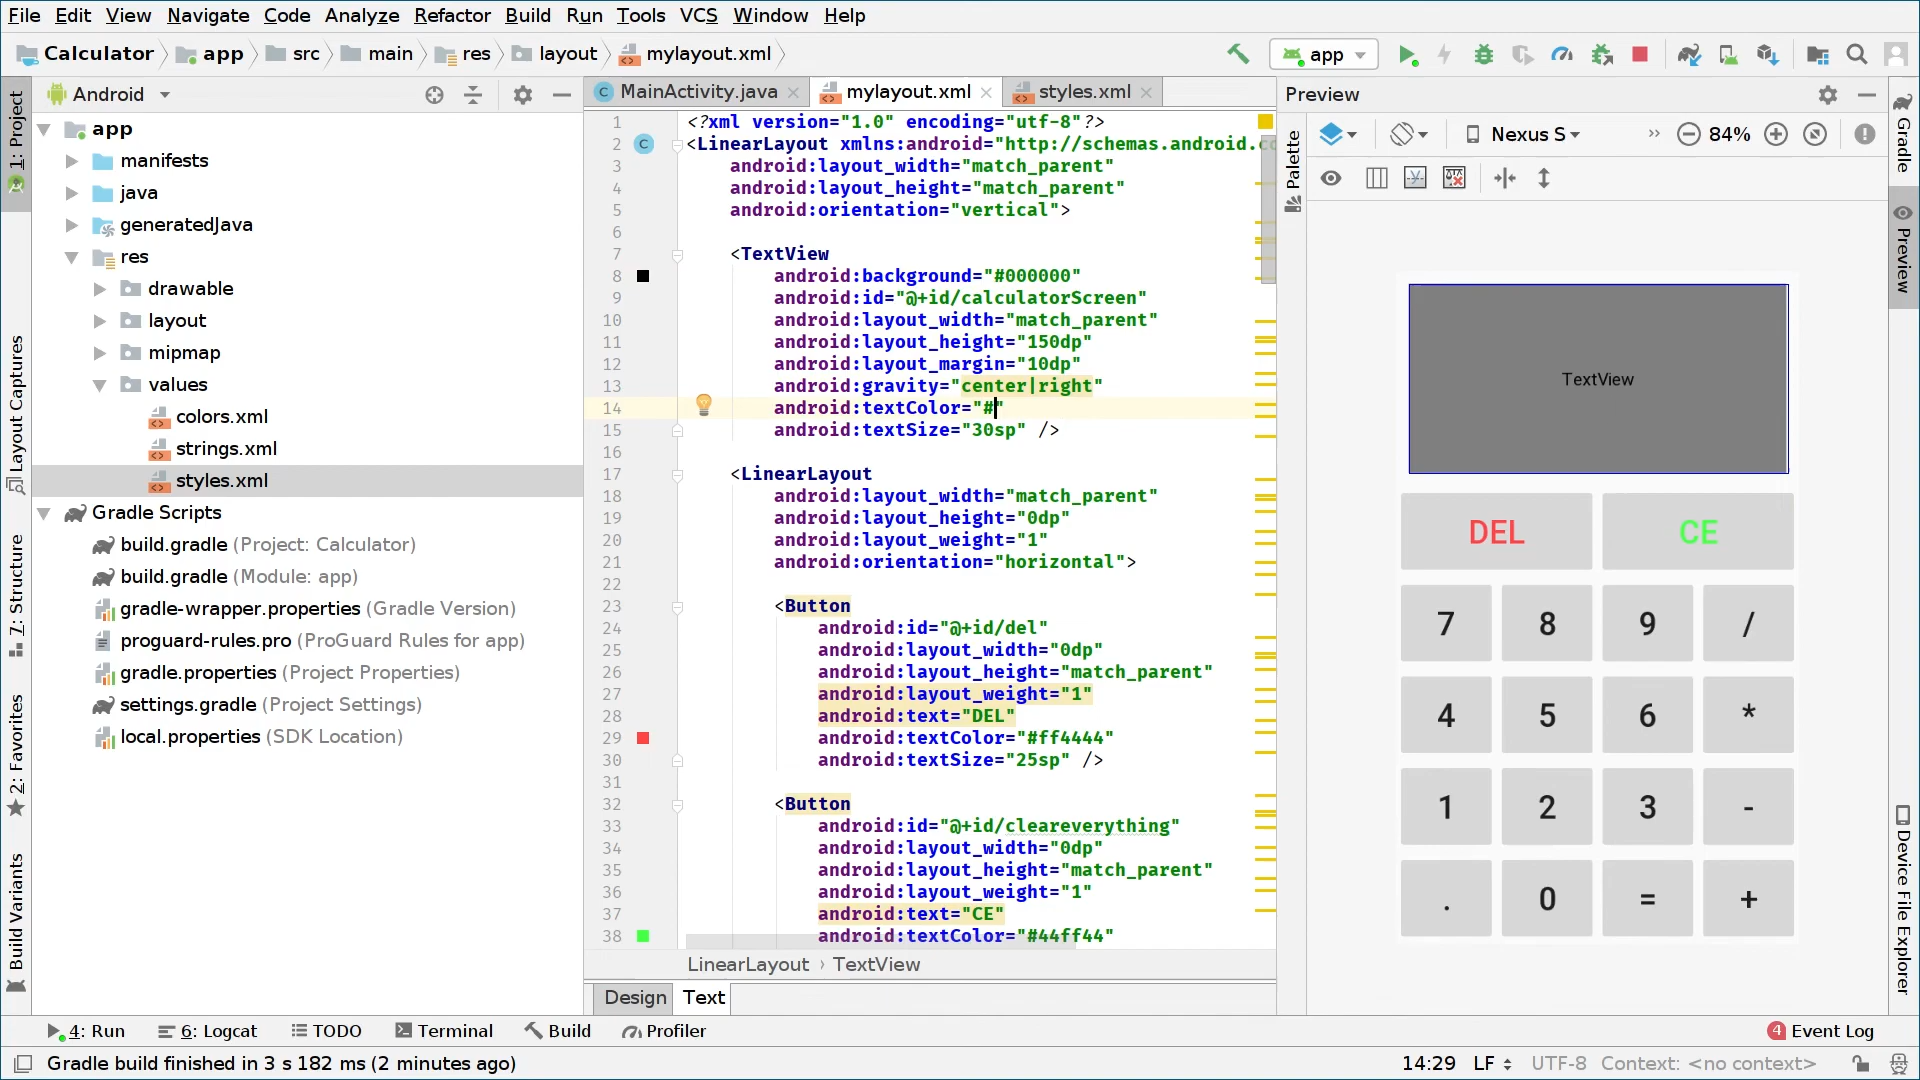 File Edit View Navigate Code Analyze Refactor Build Run Tools VCS Window Help
Calculator app src main res layout mylayout.xml
app
1: Project
Layout Captures
7: Structure
2: Favorites
Build Variants
Android
app
manifests
java
generatedJava
res
drawable
layout
mipmap
values
colors.xml
strings.xml
styles.xml
Gradle Scripts
build.gradle (Project: Calculator)
build.gradle (Module: app)
gradle-wrapper.properties (Gradle Version)
proguard-rules.pro (ProGuard Rules for app)
gradle.properties (Project Properties)
settings.gradle (Project Settings)
local.properties (SDK Location)
MainActivity.java mylayout.xml styles.xml
1 <?xml version="1.0" encoding="utf-8"?>
2 C <LinearLayout xmlns:android="http://schemas.android.co
3 android:layout_width="match_parent"
4 android:layout_height="match_parent"
5 android:orientation="vertical">
6
7 <TextView
8 android:background="#000000"
9 android:id="@+id/calculatorScreen"
10 android:layout_width="match_parent"
11 android:layout_height="150dp"
12 android:layout_margin="10dp"
13 android:gravity="center|right"
14 android:textColor="#"
15 android:textSize="30sp" />
16
17 <LinearLayout
18 android:layout_width="match_parent"
19 android:layout_height="0dp"
20 android:layout_weight="1"
21 android:orientation="horizontal">
22
23 <Button
24 android:id="@+id/del"
25 android:layout_width="0dp"
26 android:layout_height="match_parent"
27 android:layout_weight="1"
28 android:text="DEL"
29 android:textColor="#ff4444"
30 android:textSize="25sp" />
31
32 <Button
33 android:id="@+id/cleareverything"
34 android:layout_width="0dp"
35 android:layout_height="match_parent"
36 android:layout_weight="1"
37 android:text="CE"
38 android:textColor="#44ff44"
LinearLayout › TextView
Design Text
Preview
Palette
Nexus S » 84%
TextView
DEL CE
7 8 9 /
4 5 6 *
1 2 3 -
. 0 = +
Gradle
Preview
Device File Explorer
4: Run 6: Logcat TODO Terminal Build Profiler 4 Event Log
Gradle build finished in 3 s 182 ms (2 minutes ago) 14:29 LF UTF-8 Context: <no context>